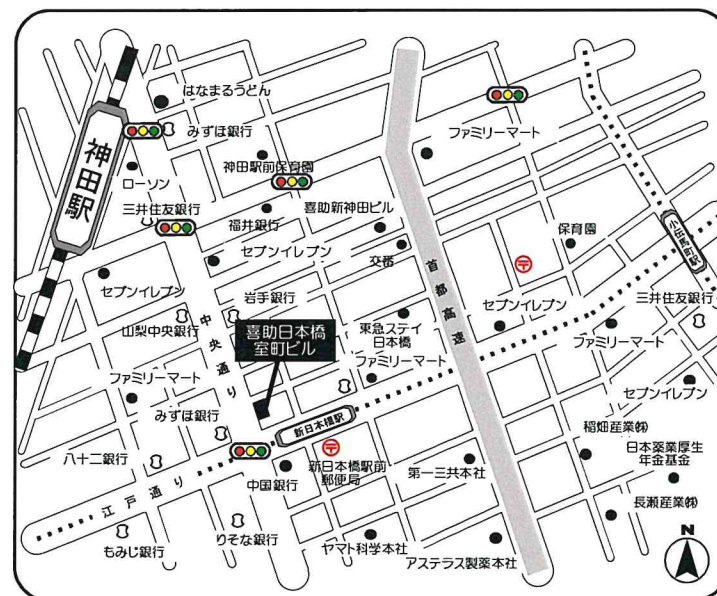 はなまるうどん
みずほ銀行
神田駅
ファミリーマート
ローソン
神田駅前保育園
三井住友銀行
福井銀行
喜助新神田ビル
セブンイレブン
交番
保育園
小伝馬町駅
首都高速
〒
セブンイレブン
岩手銀行
セブンイレブン
三井住友銀行
山梨中央銀行
中央通り
喜助日本橋
室町ビル
東急ステイ
日本橋
ファミリーマート
ファミリーマート
ファミリーマート
セブンイレブン
みずほ銀行
新日本橋駅
〒
稲畑産業㈱
八十二銀行
江戸通り
中国銀行
新日本橋駅前
郵便局
第一三共本社
日本薬業厚生
年金基金
長瀬産業㈱
もみじ銀行
りそな銀行
ヤマト科学本社
アステラス製薬本社
N